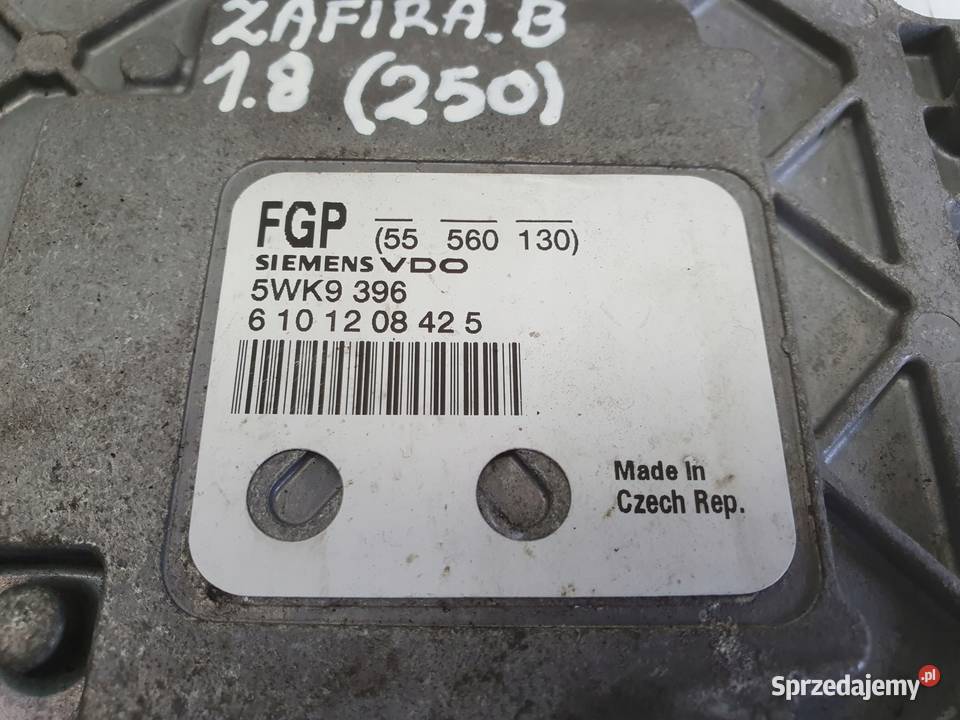 ZAFIRA-B
1.8 (250)
FGP (55 560 130)
SIEMENS VDO
5WK9 396
6 10 12 08 42 5
Made In
Czech Rep.
Sprzedajemy.pl